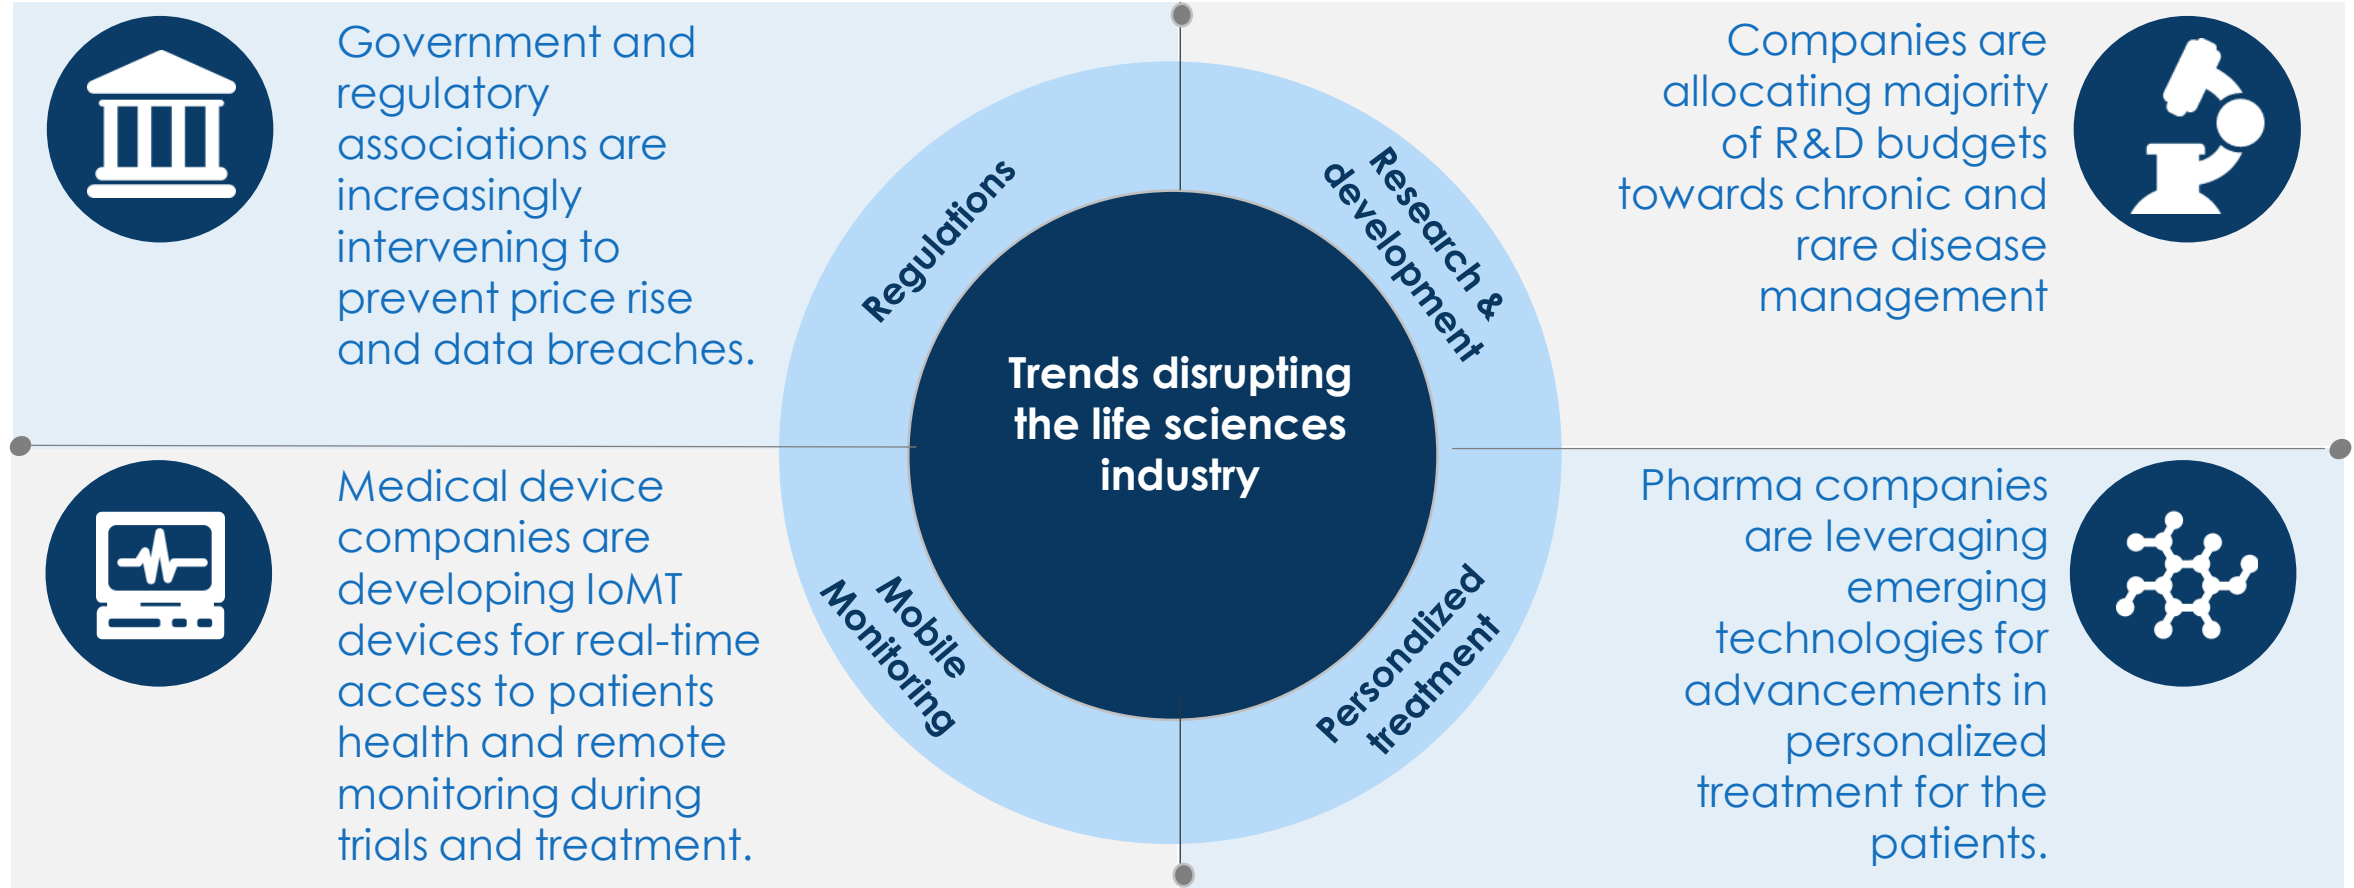 Government and
regulatory
associations are
increasingly
intervening to
prevent price rise
and data breaches.
Regulations
Research &
development
Companies are
allocating majority
of R&D budgets
towards chronic and
rare disease
management
Trends disrupting
the life sciences
industry
Medical device
companies are
developing IoMT
devices for real-time
access to patients
health and remote
monitoring during
trials and treatment.
Mobile
Monitoring
Personalized
treatment
Pharma companies
are leveraging
emerging
technologies for
advancements in
personalized
treatment for the
patients.